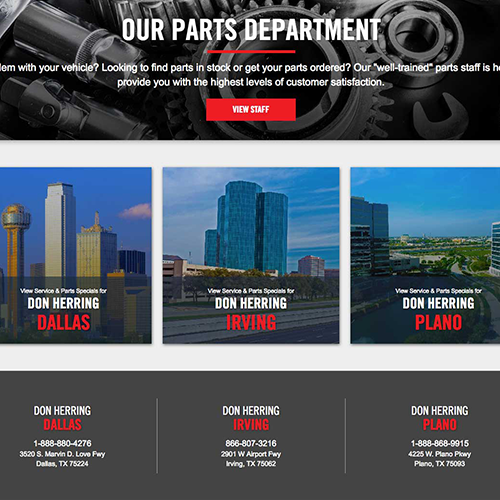 OUR PARTS DEPARTMENT
with your vehicle? Looking to find parts in stock or get your parts ordered? Our "well-trained" parts staff is
provide you with the highest levels of customer satisfaction.
VIEW STAFF
View Service & Parts Specials for
DON HERRING
DALLAS
View Service & Parts Specials for
DON HERRING
IRVING
View Service & Parts Specials for
DON HERRING
PLANO
DON HERRING
DALLAS
1-888-880-4276
3520 S. Marvin D. Love Fwy
Dallas, TX 75224
DON HERRING
IRVING
866-807-3216
2901 W Airport Fwy
Irving, TX 75062
DON HERRING
PLANO
1-888-868-9915
4225 W. Plano Pkwy
Plano, TX 75093